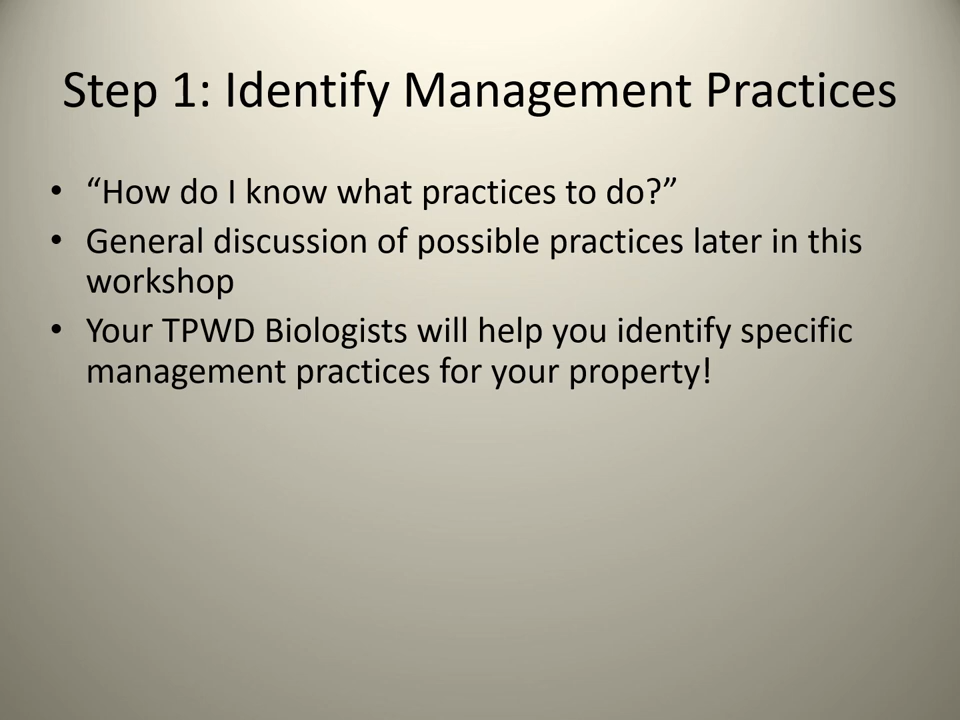 Step 1: Identify Management Practices
• “How do I know what practices to do?”
• General discussion of possible practices later in this
workshop
• Your TPWD Biologists will help you identify specific
management practices for your property!